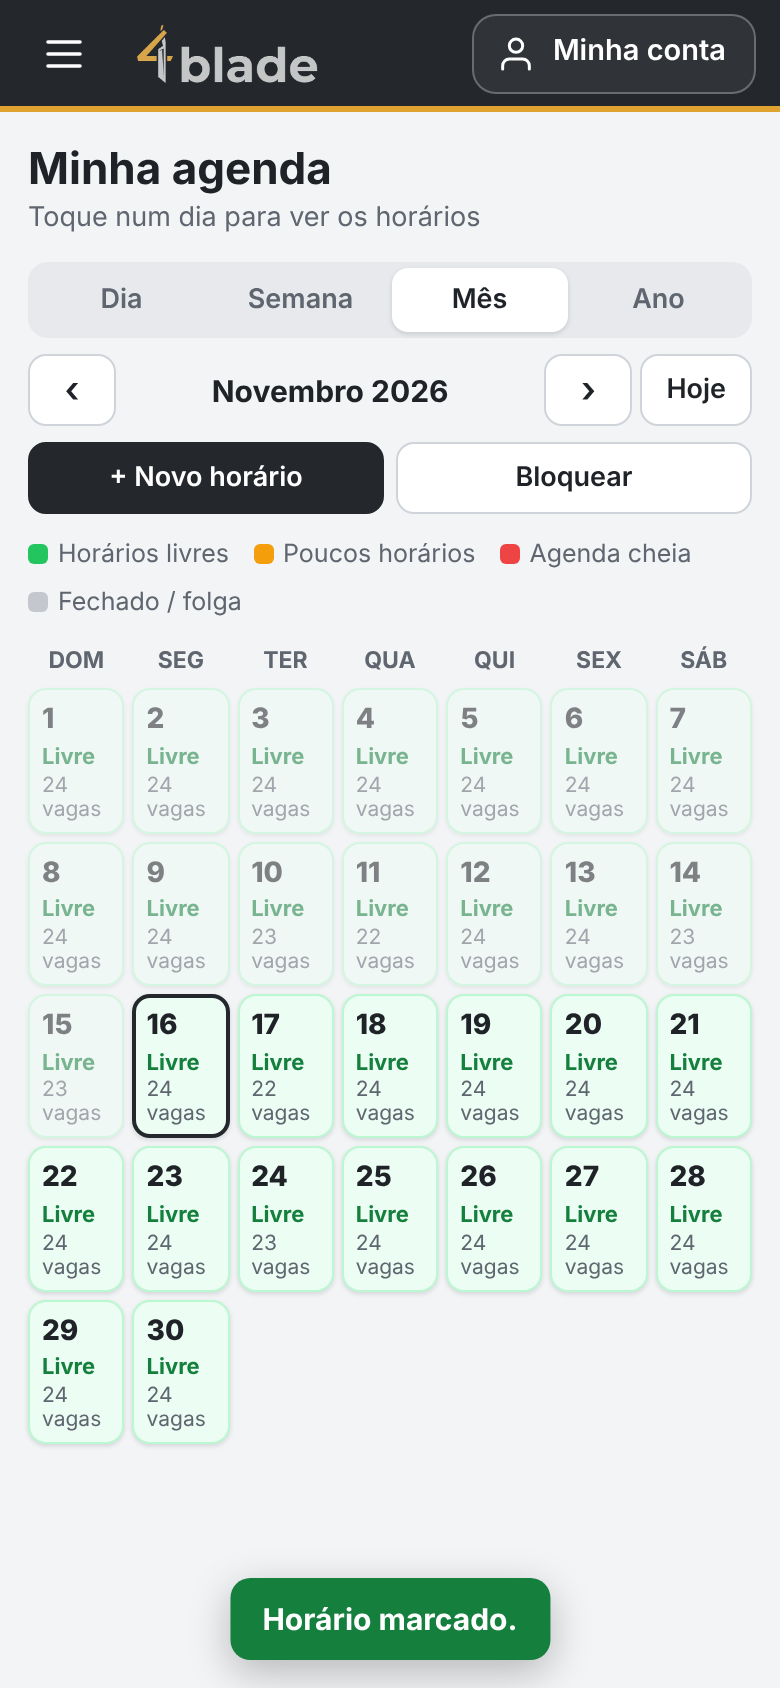 4blade
Minha conta
Minha agenda
Toque num dia para ver os horários
Dia Semana Mês Ano
‹ Novembro 2026 › Hoje
+ Novo horário Bloquear
Horários livres Poucos horários Agenda cheia
Fechado / folga
DOM SEG TER QUA QUI SEX SÁB
1 2 3 4 5 6 7
Livre Livre Livre Livre Livre Livre Livre
24 24 24 24 24 24 24
vagas vagas vagas vagas vagas vagas vagas
8 9 10 11 12 13 14
Livre Livre Livre Livre Livre Livre Livre
24 24 23 22 24 24 23
vagas vagas vagas vagas vagas vagas vagas
15 16 17 18 19 20 21
Livre Livre Livre Livre Livre Livre Livre
23 24 22 24 24 24 24
vagas vagas vagas vagas vagas vagas vagas
22 23 24 25 26 27 28
Livre Livre Livre Livre Livre Livre Livre
24 24 23 24 24 24 24
vagas vagas vagas vagas vagas vagas vagas
29 30
Livre Livre
24 24
vagas vagas
Horário marcado.